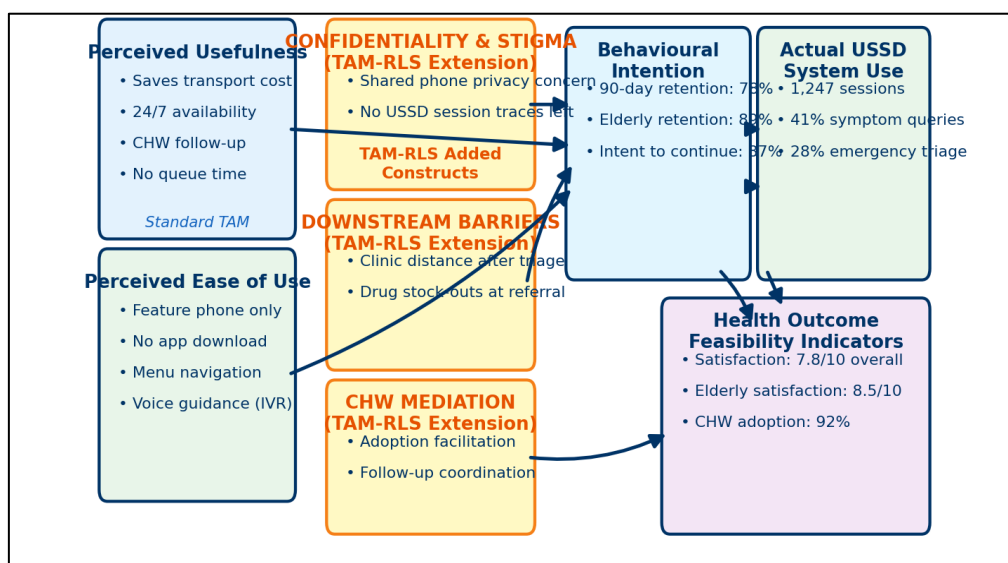 Perceived Usefulness
• Saves transport cost
• 24/7 availability
• CHW follow-up
• No queue time
Standard TAM
Perceived Ease of Use
• Feature phone only
• No app download
• Menu navigation
• Voice guidance (IVR)
CONFIDENTIALITY & STIGMA
(TAM-RLS Extension)
• Shared phone privacy concern
• No USSD session traces left
TAM-RLS Added
Constructs
DOWNSTREAM BARRIERS
(TAM-RLS Extension)
• Clinic distance after triage
• Drug stock-outs at referral
CHW MEDIATION
(TAM-RLS Extension)
• Adoption facilitation
• Follow-up coordination
Behavioural
Intention
• 90-day retention: 78%
• Elderly retention: 89%
• Intent to continue: 87%
Actual USSD
System Use
• 1,247 sessions
• 41% symptom queries
• 28% emergency triage
Health Outcome
Feasibility Indicators
• Satisfaction: 7.8/10 overall
• Elderly satisfaction: 8.5/10
• CHW adoption: 92%